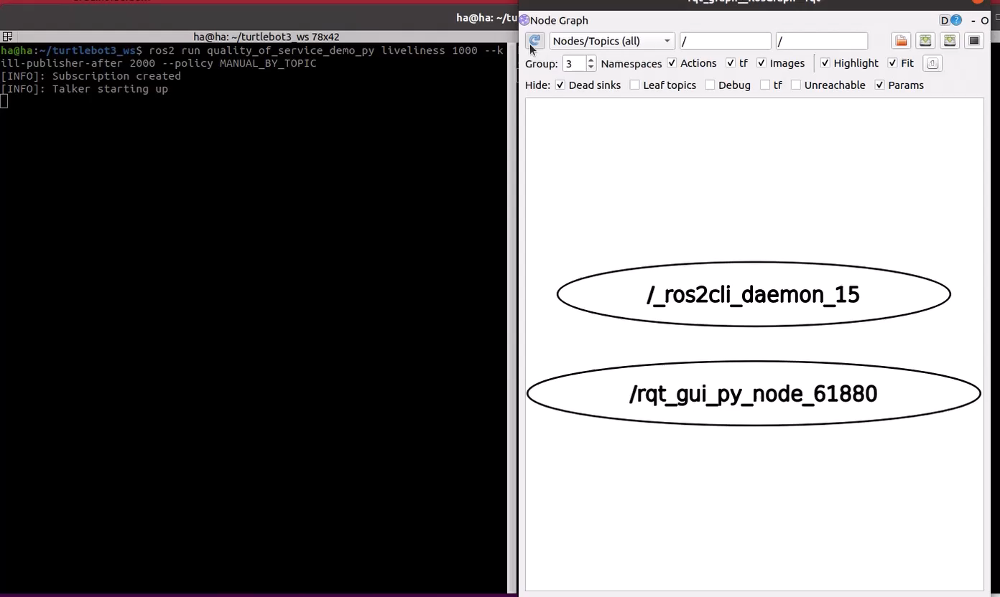 ha@ha: ~/tu
ha@ha: ~/turtlebot3_ws 78x42
ha@ha:~/turtlebot3_ws$ ros2 run quality_of_service_demo_py liveliness 1000 --k
ill-publisher-after 2000 --policy MANUAL_BY_TOPIC
[INFO]: Subscription created
[INFO]: Talker starting up
Node Graph
D ? - O
Nodes/Topics (all) / /
Group: 3 Namespaces Actions tf Images Highlight Fit
Hide: Dead sinks Leaf topics Debug tf Unreachable Params
/_ros2cli_daemon_15
/rqt_gui_py_node_61880